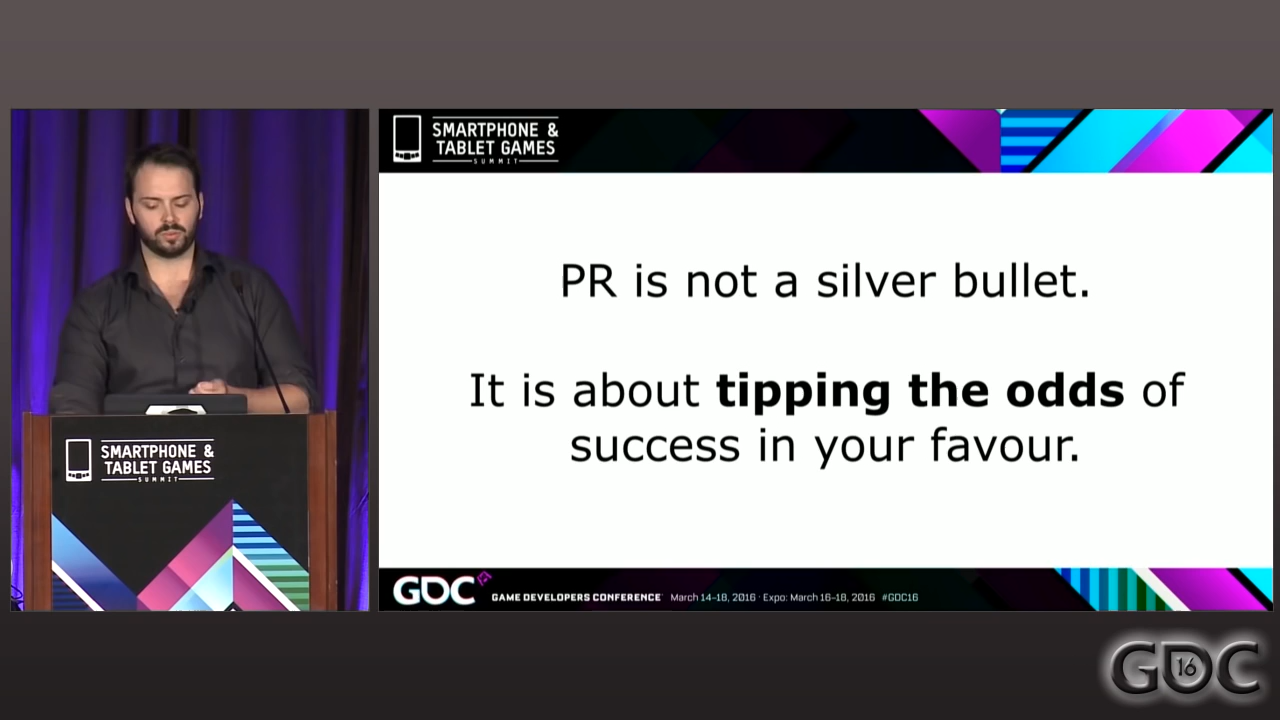 SMARTPHONE &
TABLET GAMES
SUMMIT
PR is not a silver bullet.
It is about tipping the odds of
success in your favour.
SMARTPHONE &
TABLET GAMES
SUMMIT
GDC
GAME DEVELOPERS CONFERENCE March 14-18, 2016 · Expo: March 16-18, 2016 #GDC16
GDC
16